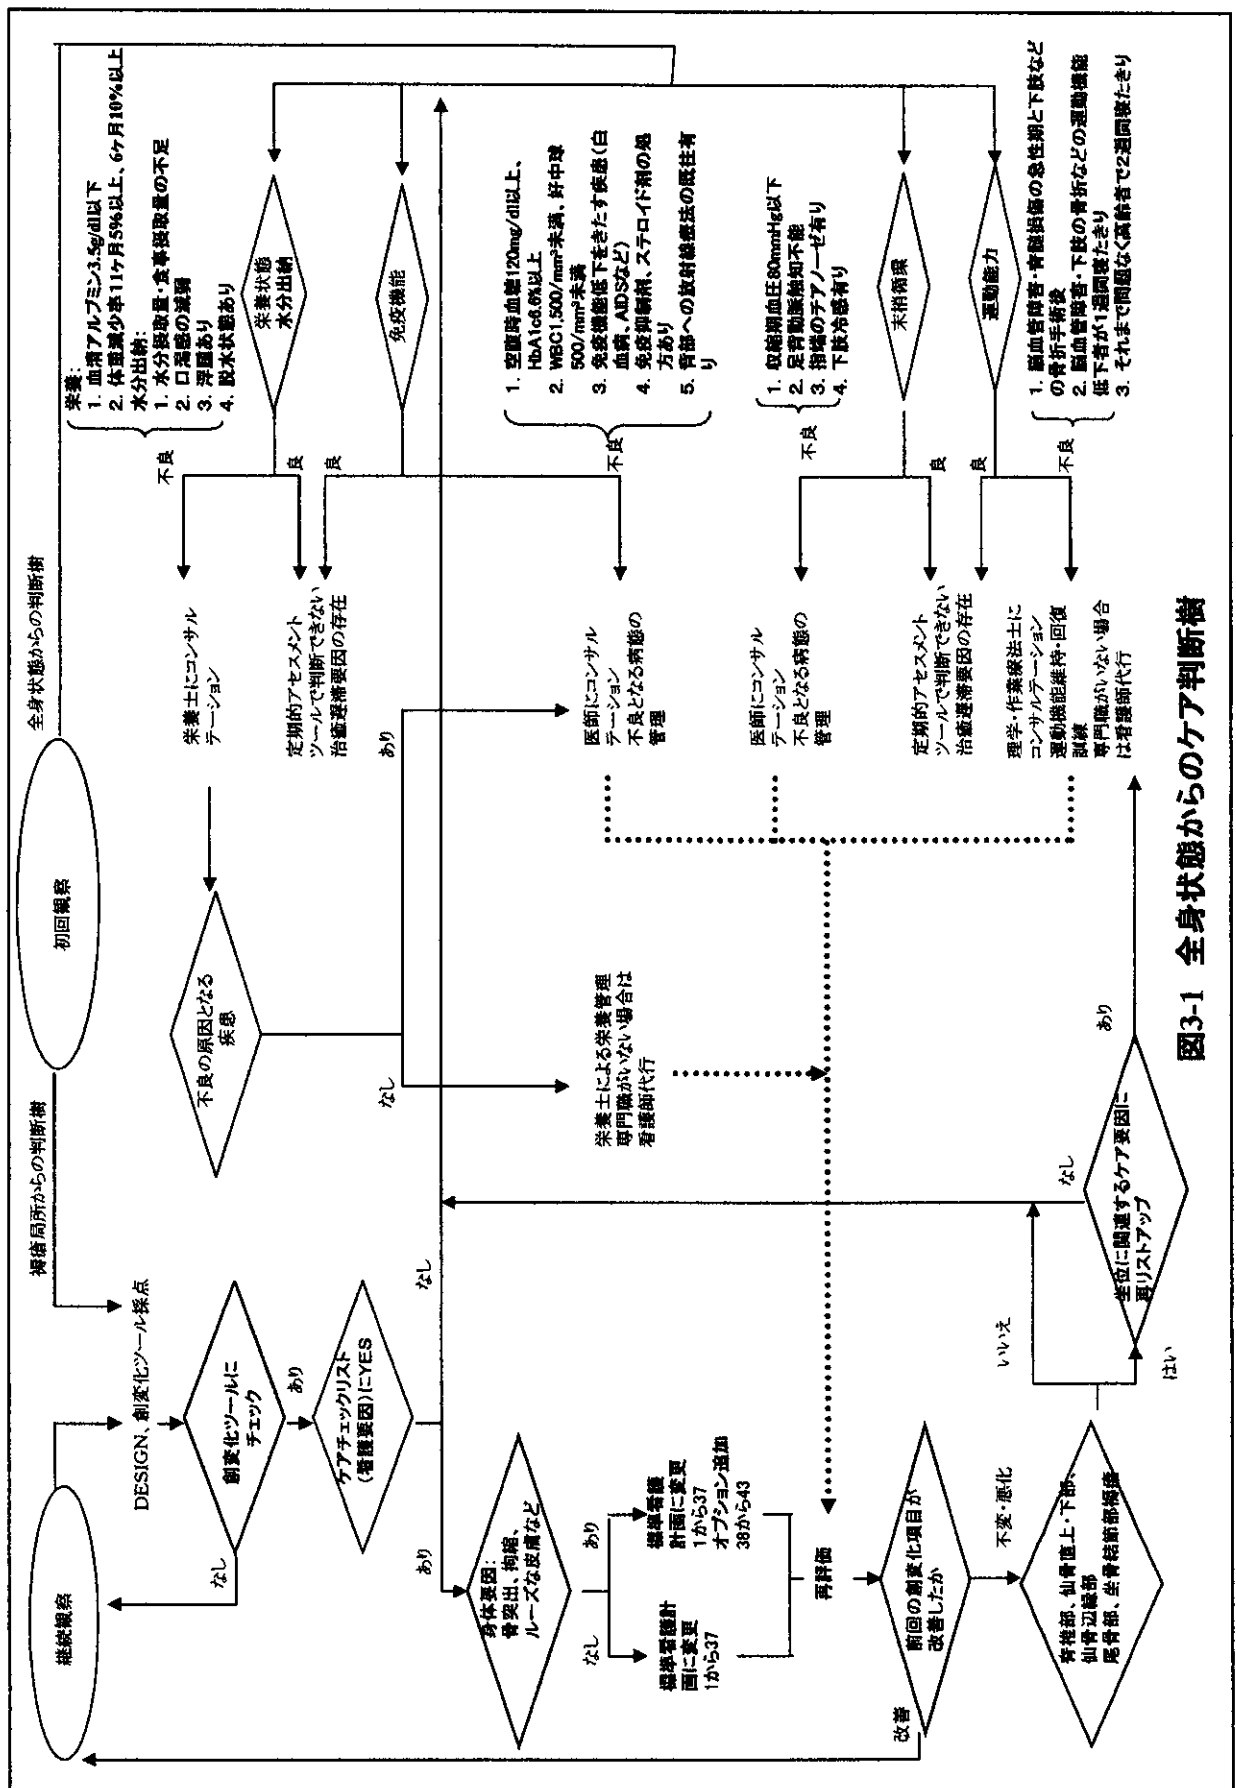 継続観察
初回観察
褥瘡局所からの判断樹
全身状態からの判断樹
DESIGN、創変化ツール採点
創変化ツールに
チェック
なし
あり
ケアチェックリスト
(看護要因)にYES
あり
なし
身体要因:
骨突出、拘縮、
ルーズな皮膚など
なし
あり
標準看護計
画に変更
1から37
標準看護
計画に変更
1から37
オプション追加
38から43
再評価
前回の創変化項目が
改善したか
改善
不変・悪化
脊椎部、仙骨直上・下部、
仙骨辺縁部
尾骨部、坐骨結節部褥瘡
いいえ
はい
坐位に関連するケア要因に
再リストアップ
なし
あり
不良の原因となる
疾患
なし
あり
栄養士による栄養管理
専門職がいない場合は
看護師代行
栄養士にコンサル
テーション
定期的アセスメント
ツールで判断できない
治癒遅滞要因の存在
医師にコンサル
テーション
不良となる病態の
管理
医師にコンサル
テーション
不良となる病態の
管理
定期的アセスメント
ツールで判断できない
治癒遅滞要因の存在
理学・作業療法士に
コンサルテーション
運動機能維持・回復
訓練
専門職がいない場合
は看護師代行
不良
良
良
不良
不良
良
良
不良
栄養:
1. 血清アルブミン3.5g/dl以下
2. 体重減少率1 1ヶ月5%以上、6ヶ月10%以上
水分出納:
1. 水分摂取量・食事摂取量の不足
2. 口渇感の減弱
3. 浮腫あり
4. 脱水状態あり
栄養状態
水分出納
免疫機能
1. 空腹時血糖120mg/dl以上、
HbA1c6.6%以上
2. WBC1,500/mm³未満、好中球
500/mm³未満
3. 免疫機能低下をきたす疾患(白
血病、AIDSなど)
4. 免疫抑制剤、ステロイド剤の処
方あり
5. 背部への放射線療法の既往有
り
1. 収縮期血圧80mmHg以下
2. 足背動脈触知不能
3. 指端のチアノーゼ有り
4. 下肢冷感有り
末梢循環
運動能力
1. 脳血管障害・脊髄損傷の急性期と下肢など
の骨折手術後
2. 脳血管障害・下肢の骨折などの運動機能
低下者が1週間寝たきり
3. それまで問題なく高齢者で2週間寝たきり
図3-1 全身状態からのケア判断樹